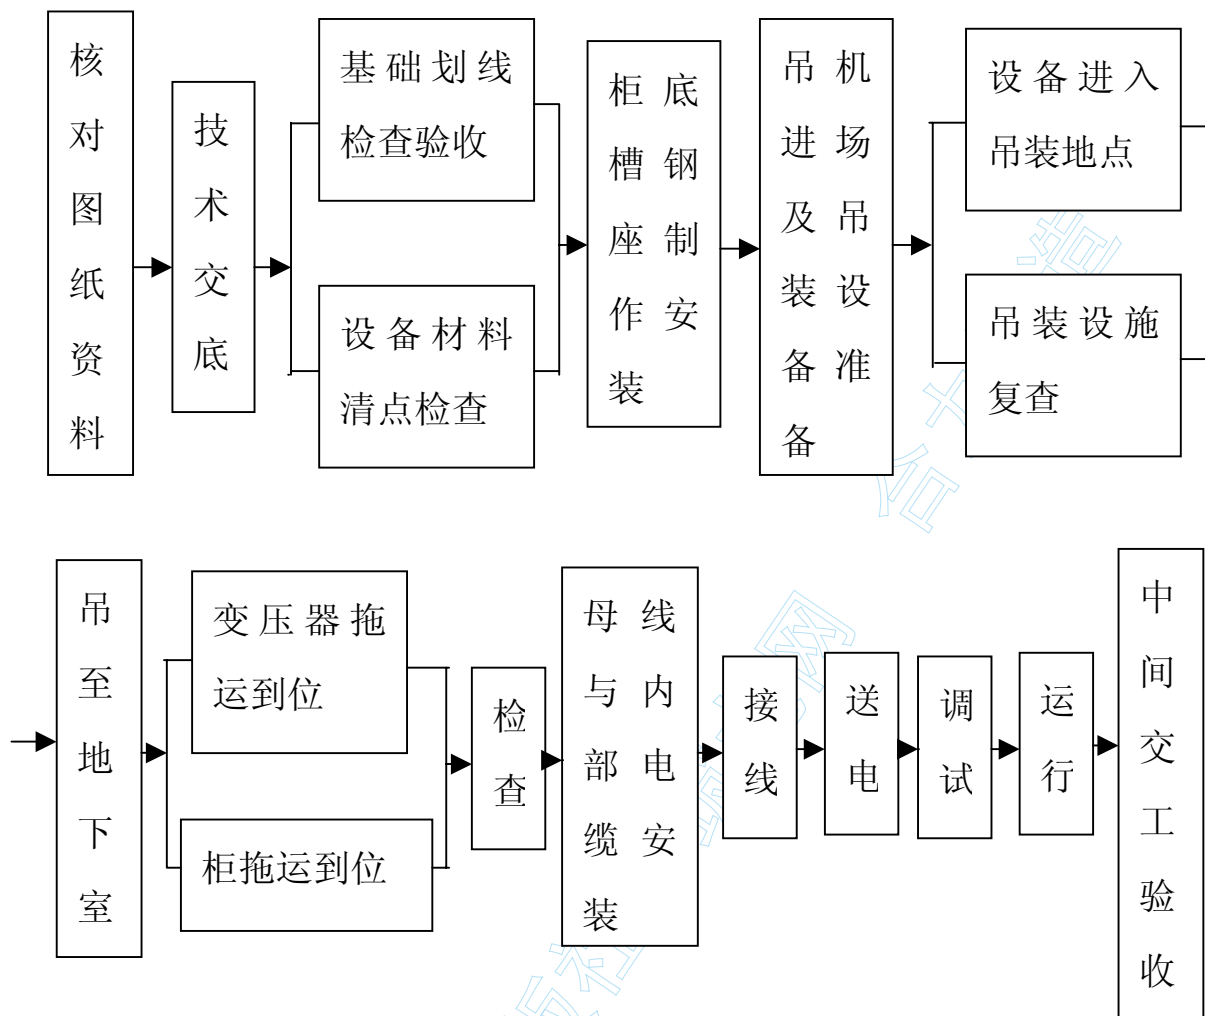 核对图纸资料
技术交底
基础划线
检查验收
设备材料
清点检查
柜底
槽钢
座制
作安
装
吊机
进场
及吊
装设
备准
备
设备进入
吊装地点
吊装设施
复查
吊至地下室
变压器拖
运到位
柜拖运到位
检查
母线
与内
部电
缆安
装
接线
送电
调试
运行
中间交工验收